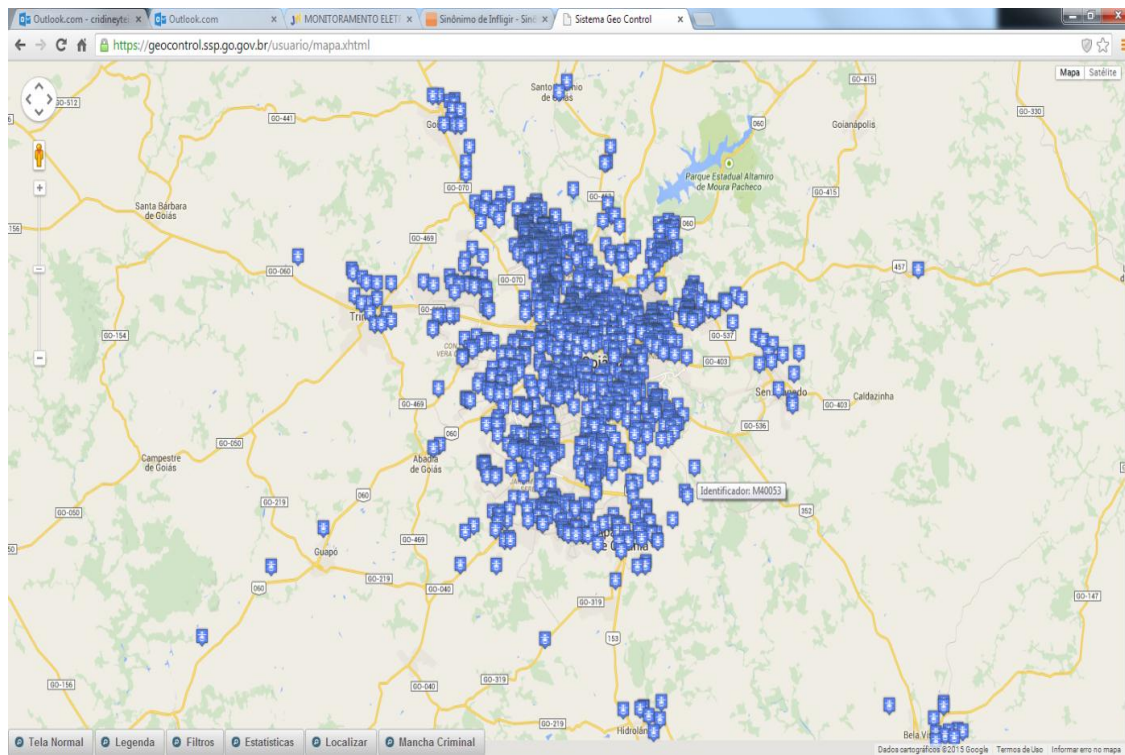 Outlook.com - cridineytei
Outlook.com
MONITORAMENTO ELETR
Sinônimo de Infligir - Sinô
Sistema Geo Control
https://geocontrol.ssp.go.gov.br/usuario/mapa.xhtml
Mapa Satélite
GO-512
GO-441
GO-415
GO-330
060
Goianápolis
Parque Estadual Altamiro
de Moura Pacheco
GO-415
GO-070
Santa Bárbara
de Goiás
060
156
GO-469
GO-060
457
GO-070
GO-154
GO-537
GO-403
Caldazinha
GO-469
GO-403
060
GO-536
GO-050
Campestre
de Goiás
Abadia
de Goiás
Identificador: M40053
GO-219
060
GO-050
352
GO-469
Guapó
GO-219
060
GO-040
GO-147
GO-319
153
GO-319
GO-156
GO-040
GO-219
Hidrolân
Bela Vis
Tela Normal
Legenda
Filtros
Estatísticas
Localizar
Mancha Criminal
Dados cartográficos ©2015 Google Termos de Uso Informar erro no mapa